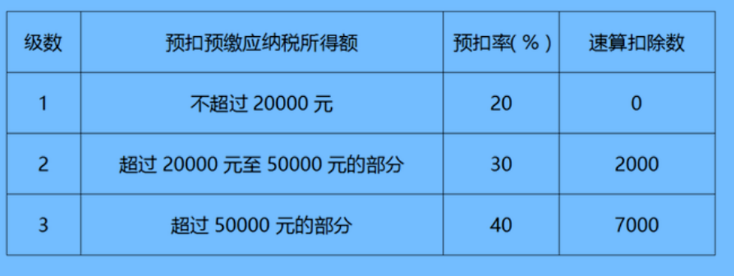 级数 预扣预缴应纳税所得额 预扣率(%) 速算扣除数
1 不超过 20000 元 20 0
2 超过 20000 元至 50000 元的部分 30 2000
3 超过 50000 元的部分 40 7000